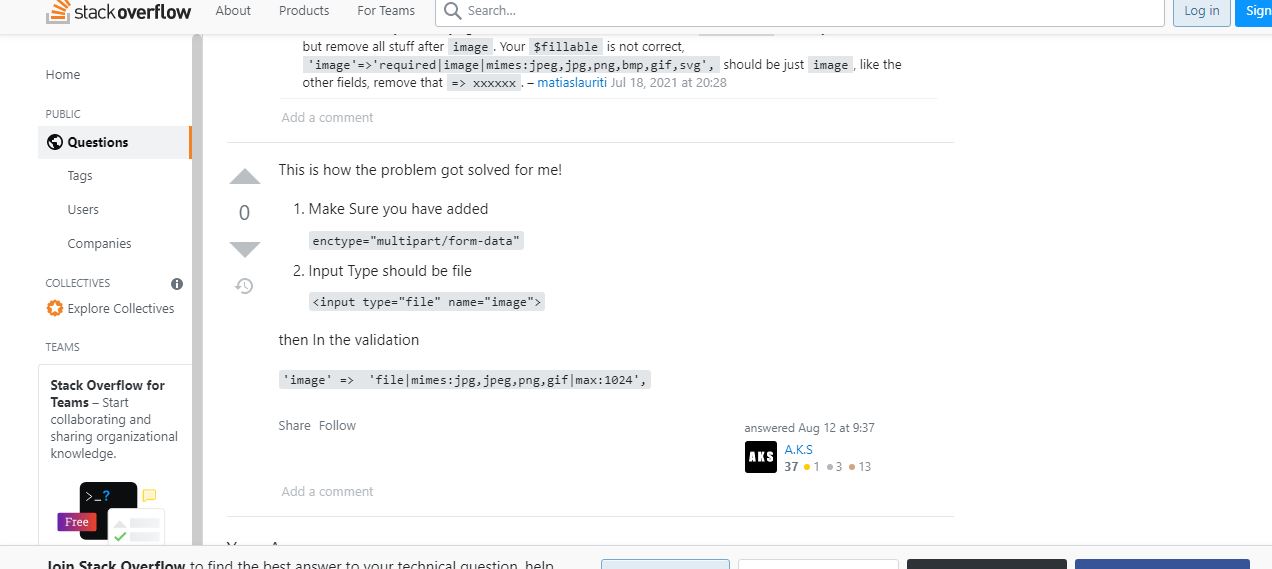 stackoverflow
About
Products
For Teams
Search...
Log in
Sign
but remove all stuff after image. Your $fillable is not correct,
'image'=>'required|image|mimes:jpeg,jpg,png,bmp,gif,svg', should be just image, like the
other fields, remove that => xxxxxx. – matiaslauriti Jul 18, 2021 at 20:28
Add a comment
Home
PUBLIC
Questions
Tags
Users
Companies
COLLECTIVES
Explore Collectives
TEAMS
Stack Overflow for
Teams – Start
collaborating and
sharing organizational
knowledge.
>_?
Free
This is how the problem got solved for me!
0
1. Make Sure you have added
enctype="multipart/form-data"
2. Input Type should be file
<input type="file" name="image">
then In the validation
'image' =>  'file|mimes:jpg,jpeg,png,gif|max:1024',
Share Follow
answered Aug 12 at 9:37
AKS
A.K.S
37 1 3 13
Add a comment
Join Stack Overflow to find the best answer to your technical question, help